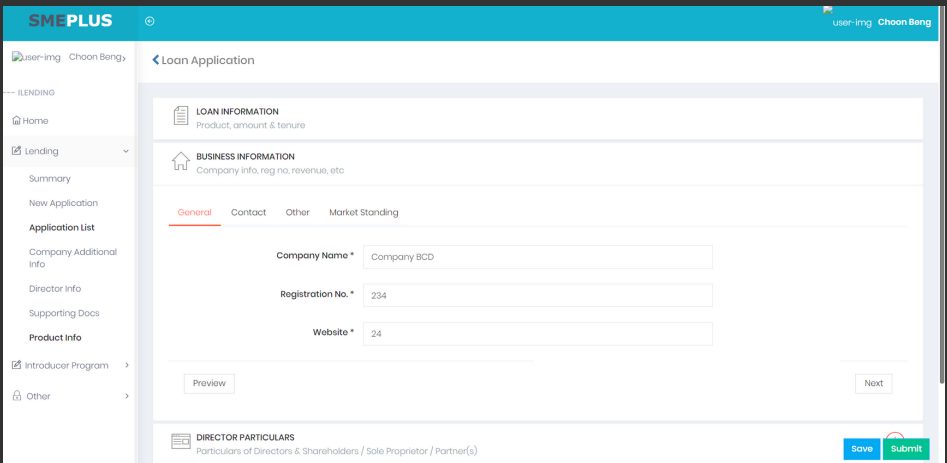 SMEPLUS
user-img Choon Beng
user-img Choon Beng
Loan Application
--- ILENDING
Home
Lending
Summary
New Application
Application List
Company Additional
Info
Director Info
Supporting Docs
Product Info
Introducer Program
Other
LOAN INFORMATION
Product, amount & tenure
BUSINESS INFORMATION
Company info, reg no, revenue, etc
General Contact Other Market Standing
Company Name * Company BCD
Registration No. * 234
Website * 24
Preview Next
DIRECTOR PARTICULARS
Particulars of Directors & Shareholders / Sole Proprietor / Partner(s)
Save Submit